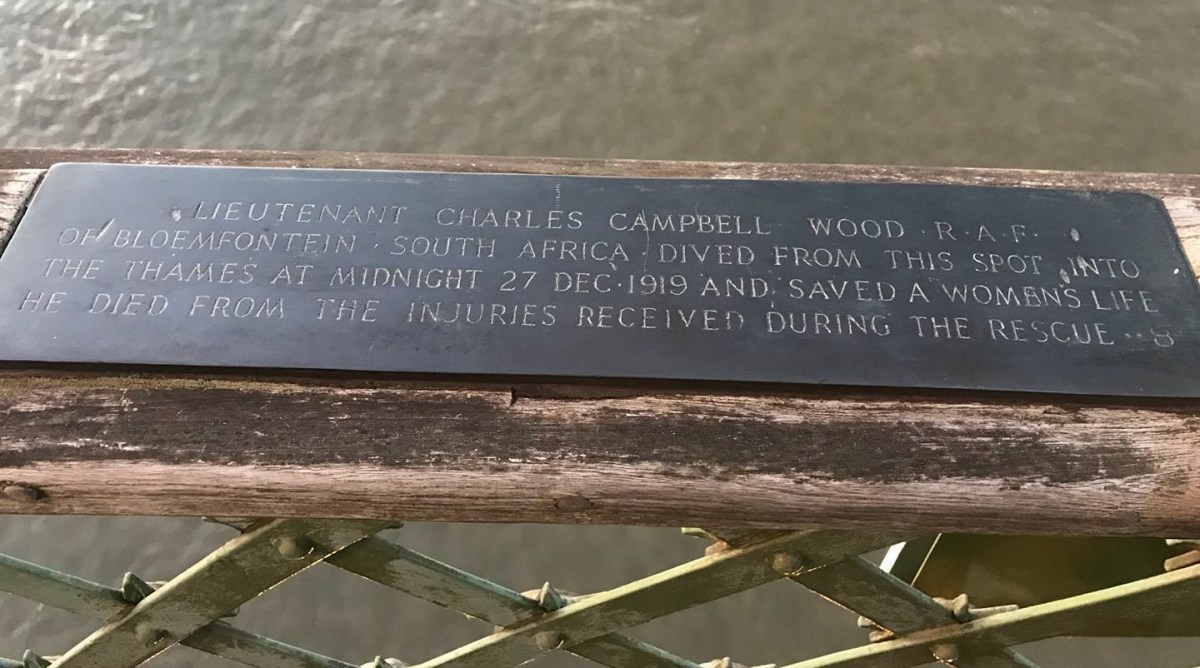 LIEUTENANT CHARLES CAMPBELL WOOD · R · A · F ·
OF BLOEMFONTEIN · SOUTH AFRICA · DIVED FROM THIS SPOT INTO
THE THAMES AT MIDNIGHT 27 DEC · 1919 AND SAVED A WOMENS LIFE
HE DIED FROM THE INJURIES RECEIVED DURING THE RESCUE